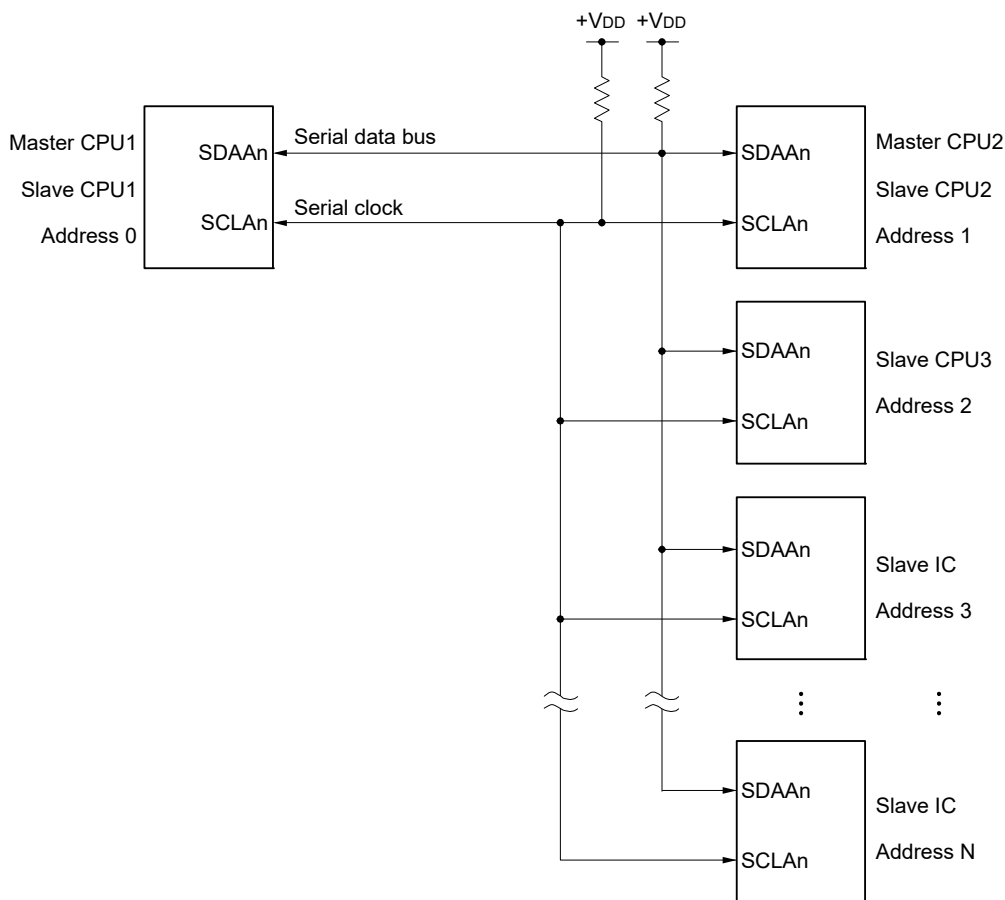 +VDD +VDD
Master CPU1
Slave CPU1
Address 0
SDAAn
SCLAn
Serial data bus
Serial clock
SDAAn
SCLAn
Master CPU2
Slave CPU2
Address 1
SDAAn
SCLAn
Slave CPU3
Address 2
SDAAn
SCLAn
Slave IC
Address 3
SDAAn
SCLAn
Slave IC
Address N